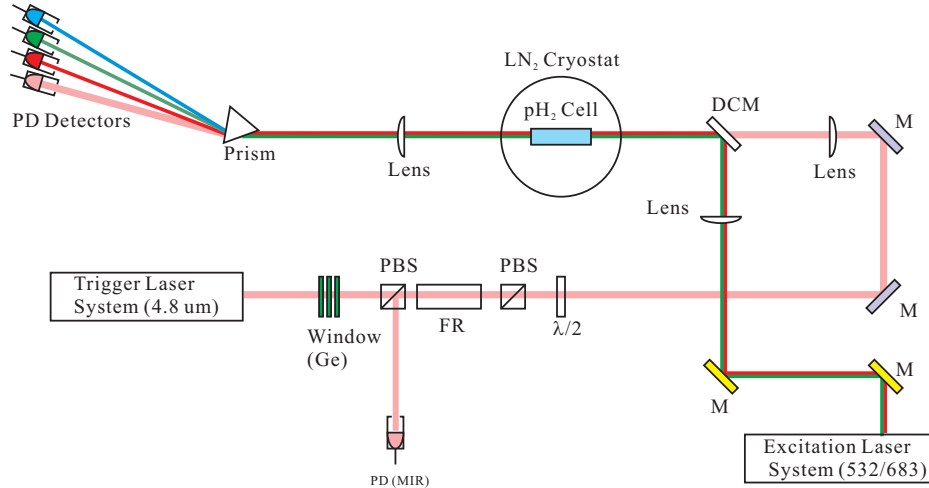 LN₂ Cryostat
pH₂ Cell
DCM
M
PD Detectors
Prism
Lens
Lens
Lens
Trigger Laser
System (4.8 um)
PBS
PBS
FR
λ/2
Window
(Ge)
M
M
M
PD (MIR)
Excitation Laser
System (532/683)